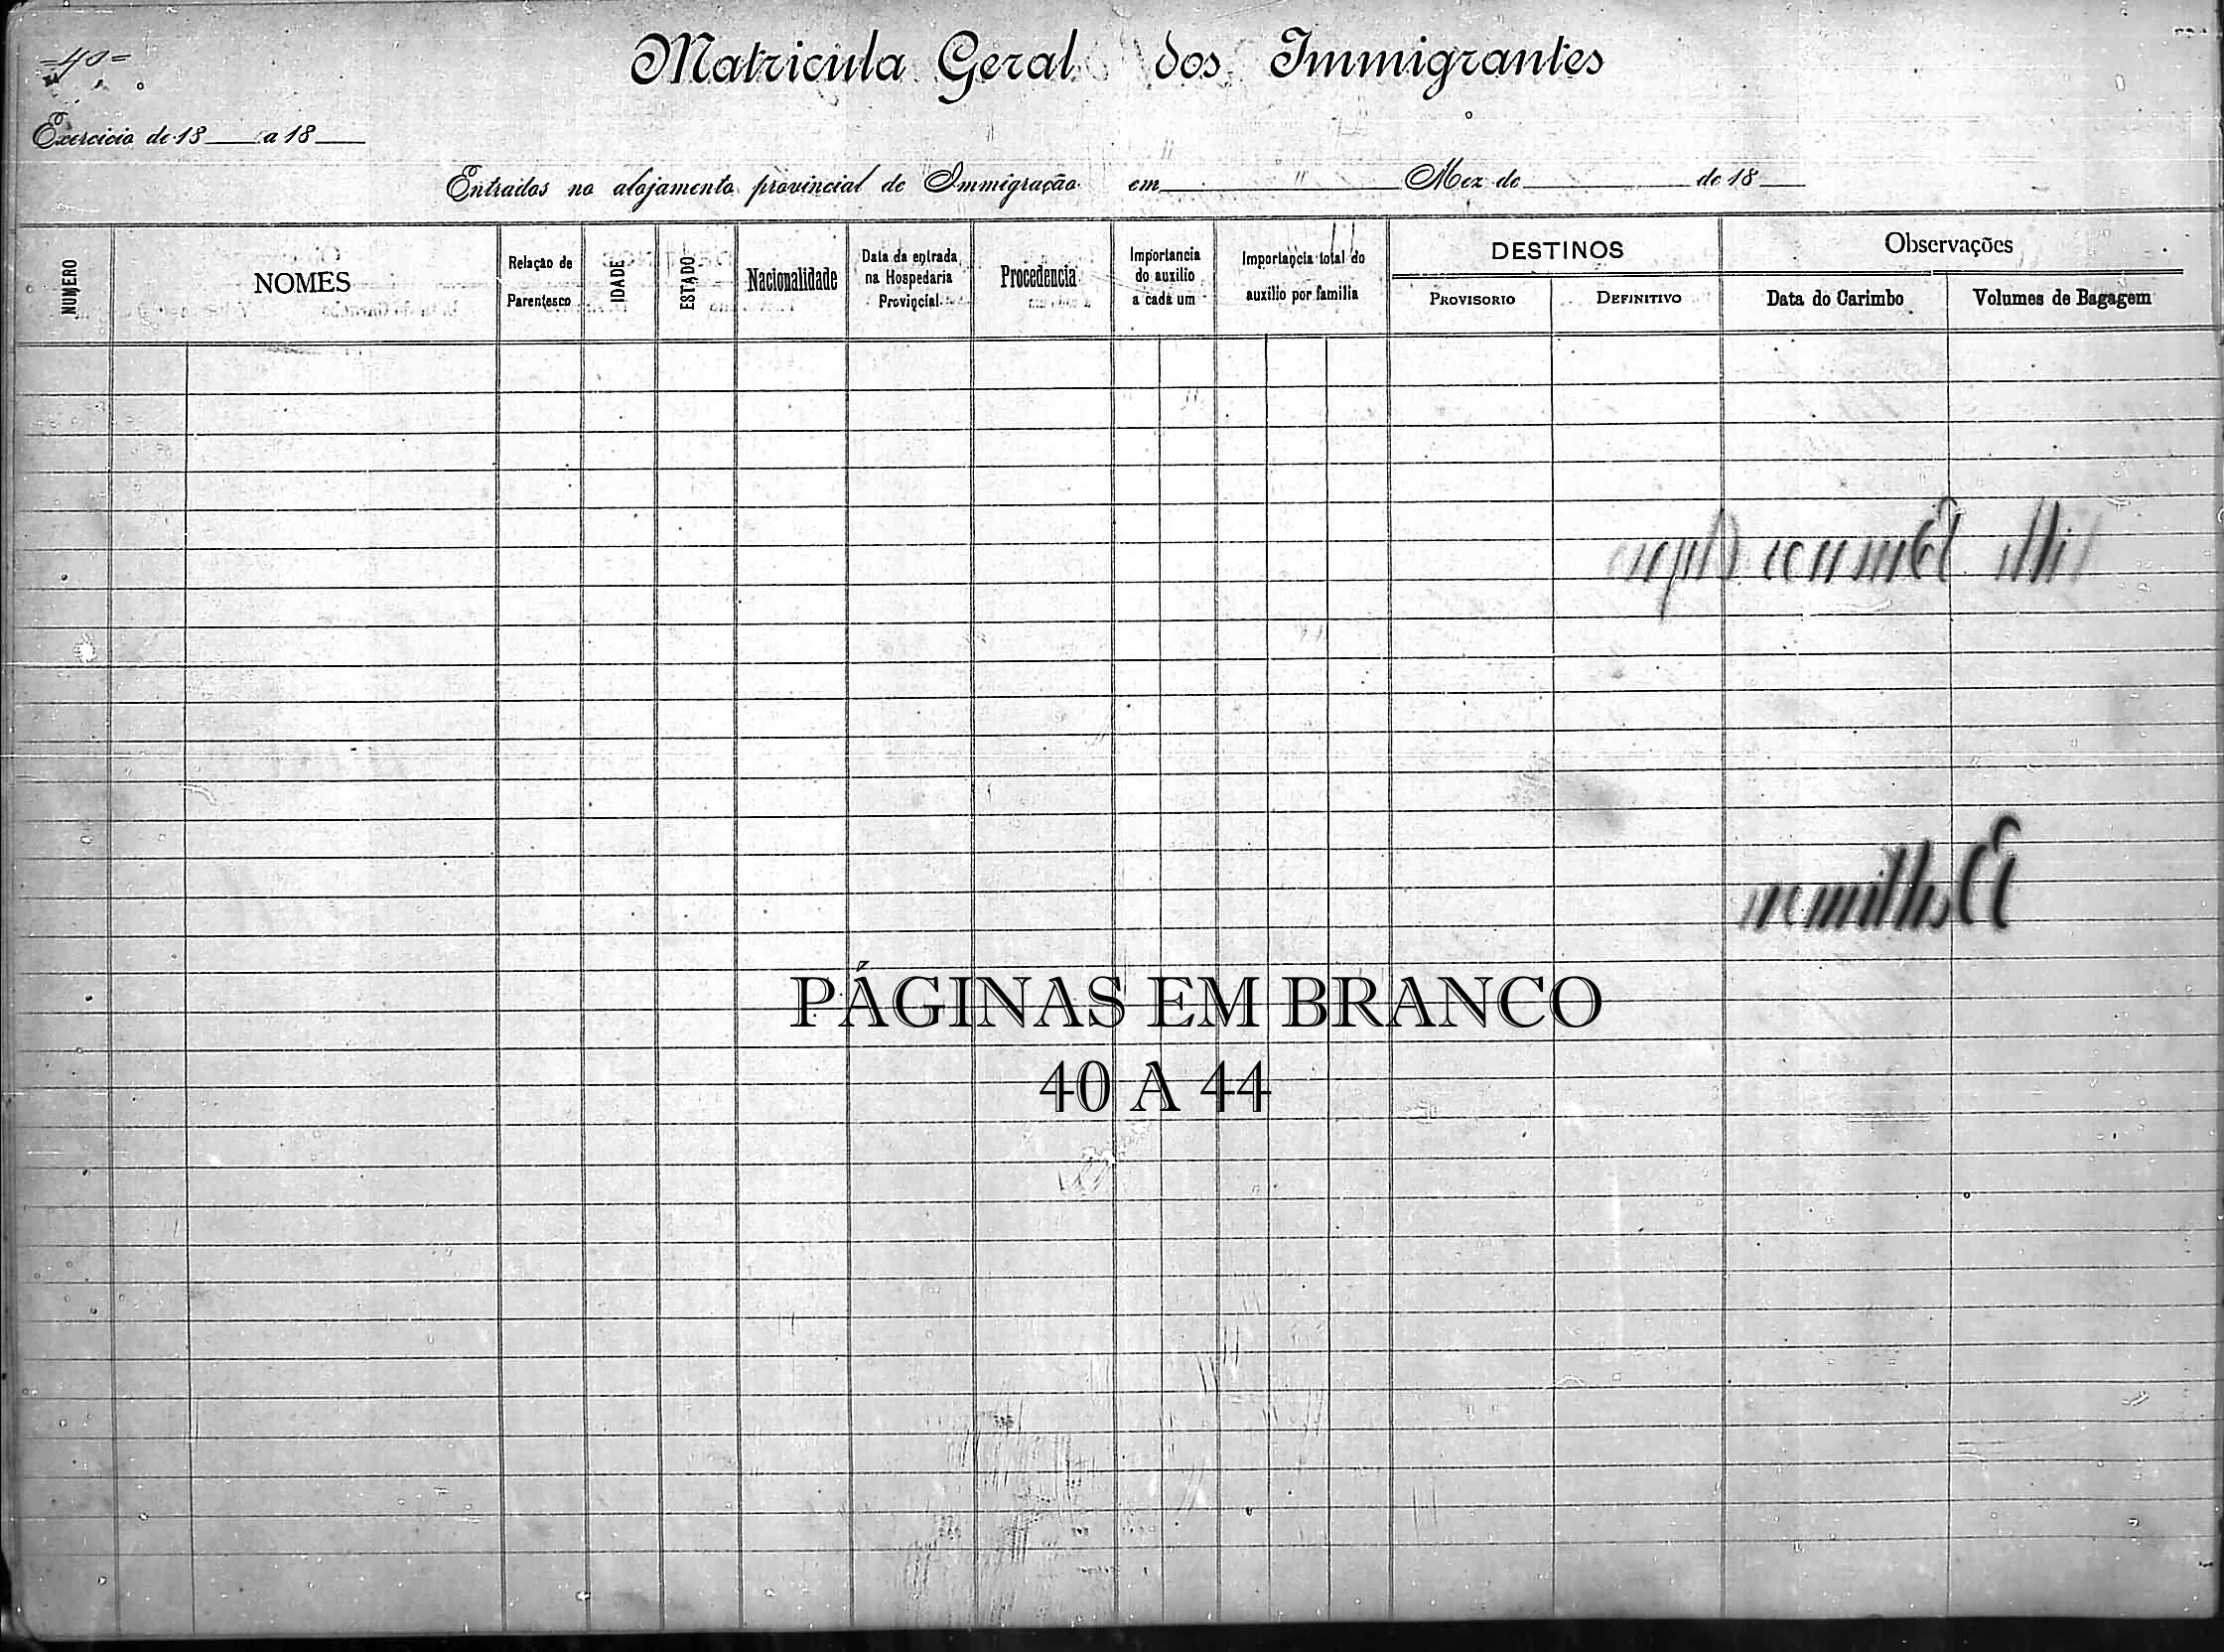 -40-
Matricula Geral dos Immigrantes
Exercicio de 18 a 18
Entrados no alojamento provincial de Immigração em Mez de de 18
NUMERO
NOMES
Relação de
Parentesco
IDADE
ESTADO
Nacionalidade
Data da entrada
na Hospedaria
Provincial
Procedencia
Importancia
do auxilio
a cada um
Importancia total do
auxilio por familia
DESTINOS
PROVISORIO
DEFINITIVO
Observações
Data do Carimbo
Volumes de Bagagem
PÁGINAS EM BRANCO
40 A 44